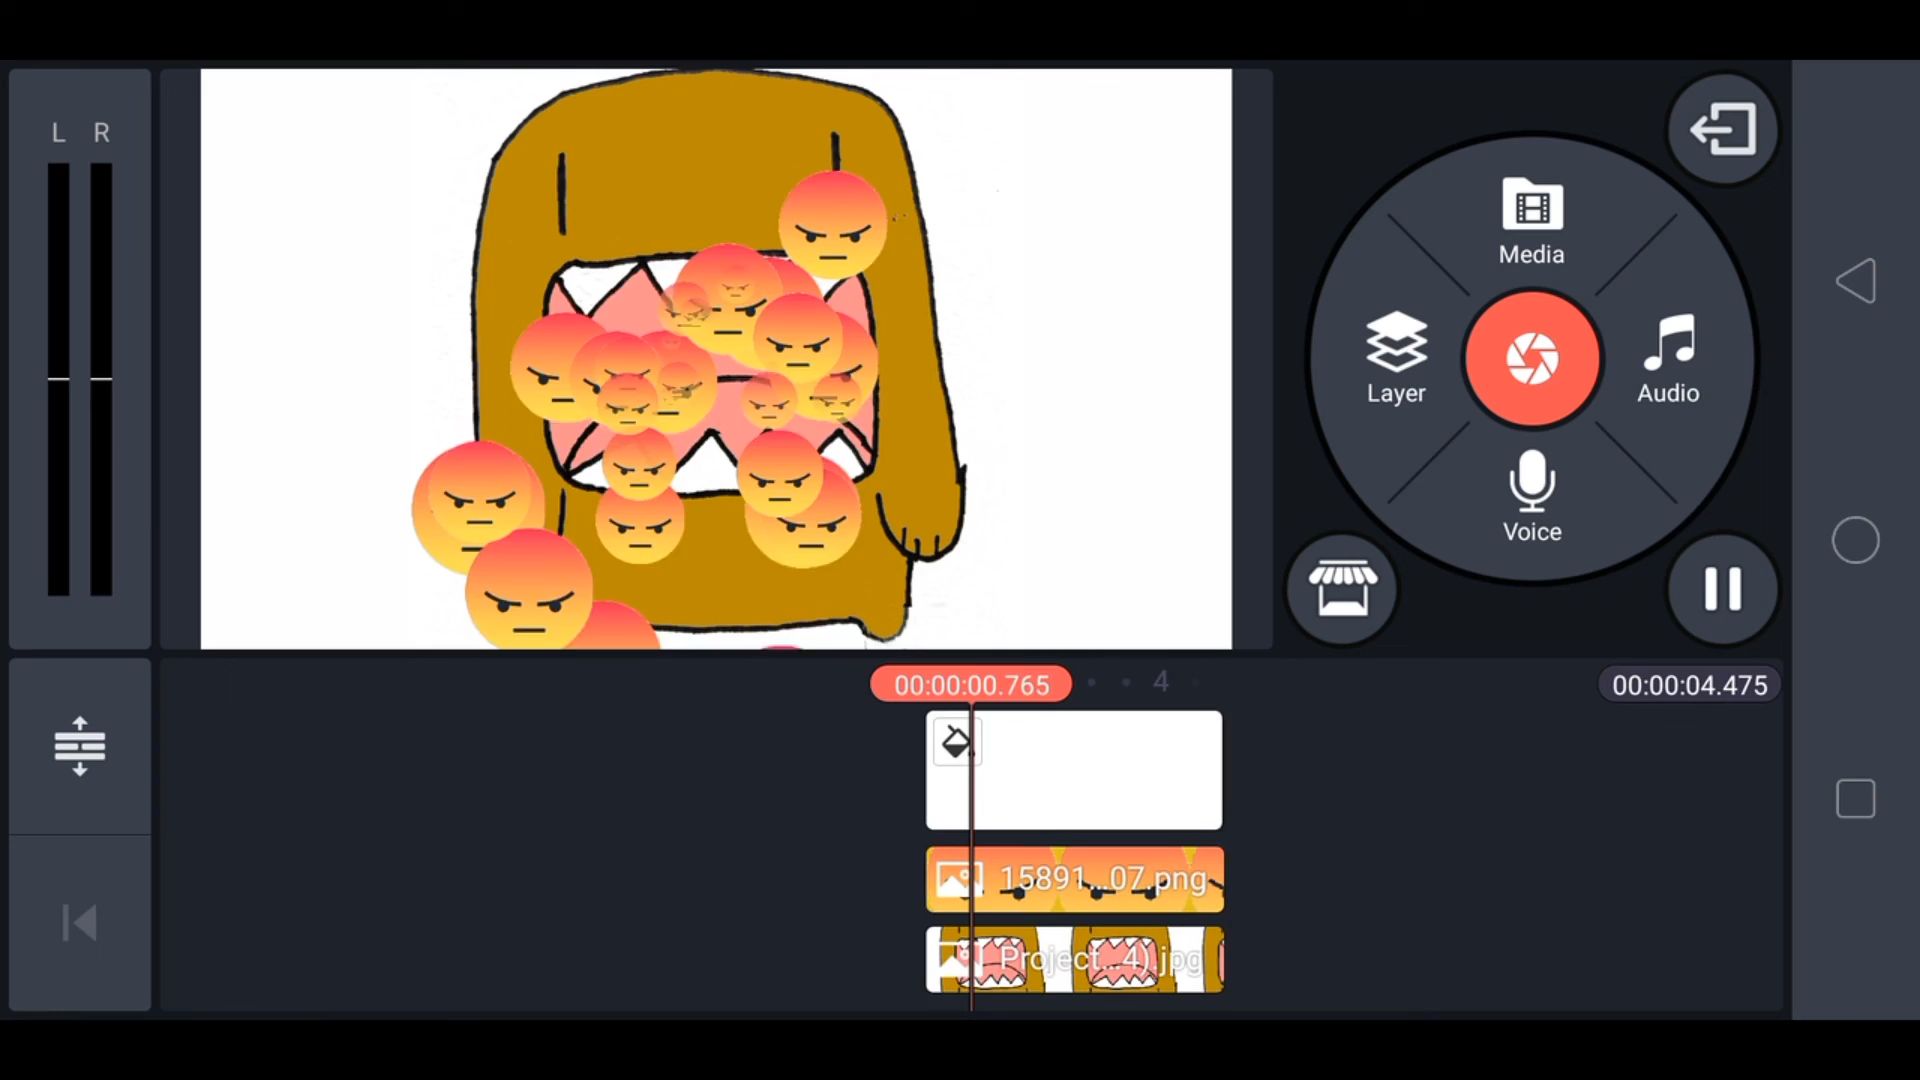 L R
Media
Layer
Audio
Voice
00:00:00.765
4
00:00:04.475
15891...07.png
Project...4).jpg